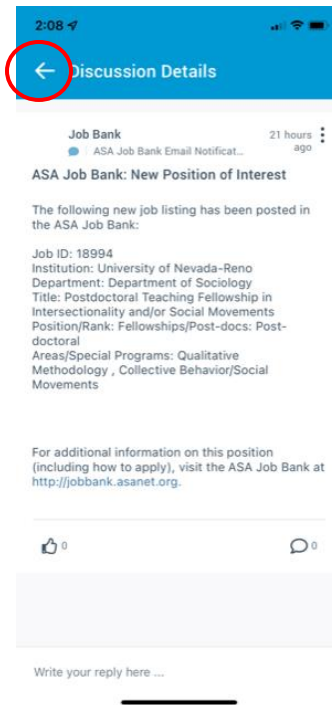 2:08
Discussion Details
Job Bank
21 hours ago
ASA Job Bank Email Notificat...
ASA Job Bank: New Position of Interest
The following new job listing has been posted in
the ASA Job Bank:
Job ID: 18994
Institution: University of Nevada-Reno
Department: Department of Sociology
Title: Postdoctoral Teaching Fellowship in
Intersectionality and/or Social Movements
Position/Rank: Fellowships/Post-docs: Post-
doctoral
Areas/Special Programs: Qualitative
Methodology , Collective Behavior/Social
Movements
For additional information on this position
(including how to apply), visit the ASA Job Bank at
http://jobbank.asanet.org.
0
0
Write your reply here ...